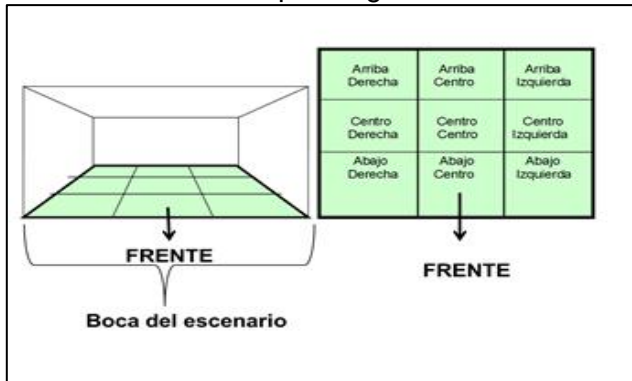 Arriba
Derecha
Arriba
Centro
Arriba
Izquierda
Centro
Derecha
Centro
Centro
Centro
Izquierda
Abajo
Derecha
Abajo
Centro
Abajo
Izquierda
FRENTE
FRENTE
Boca del escenario